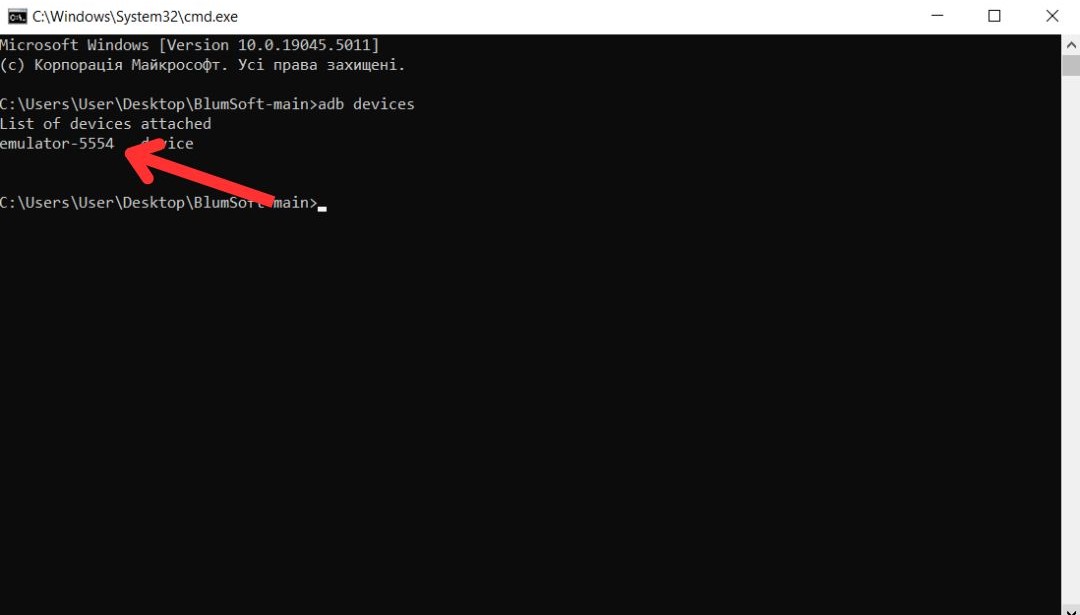 C:\Windows\System32\cmd.exe
Microsoft Windows [Version 10.0.19045.5011]
(c) Корпорація Майкрософт. Усі права захищені.
C:\Users\User\Desktop\BlumSoft-main>adb devices
List of devices attached
emulator-5554 device
C:\Users\User\Desktop\BlumSoft-main>